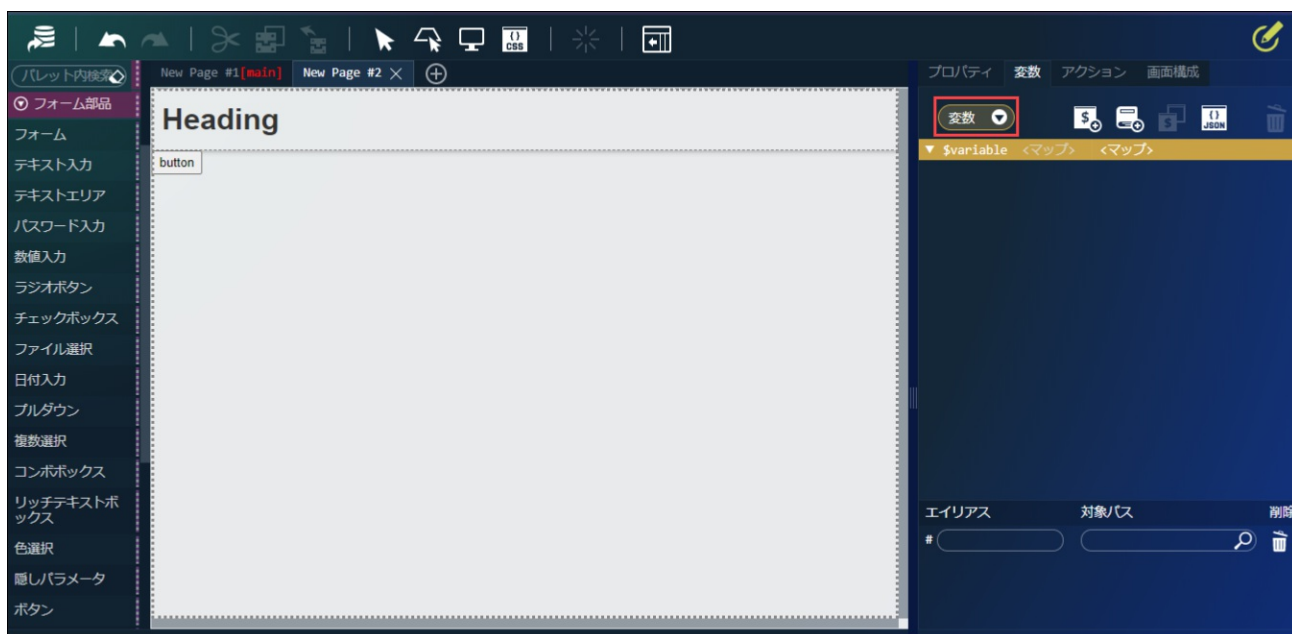 {} CSS
パレット内検索
New Page #1[main]
New Page #2
プロパティ
変数
アクション
画面構成
フォーム部品
フォーム
テキスト入力
テキストエリア
パスワード入力
数値入力
ラジオボタン
チェックボックス
ファイル選択
日付入力
プルダウン
複数選択
コンボボックス
リッチテキストボ
ックス
色選択
隠しパラメータ
ボタン
Heading
button
変数
$
$
{} JSON
$variable <マップ> <マップ>
エイリアス
対象パス
削除
#